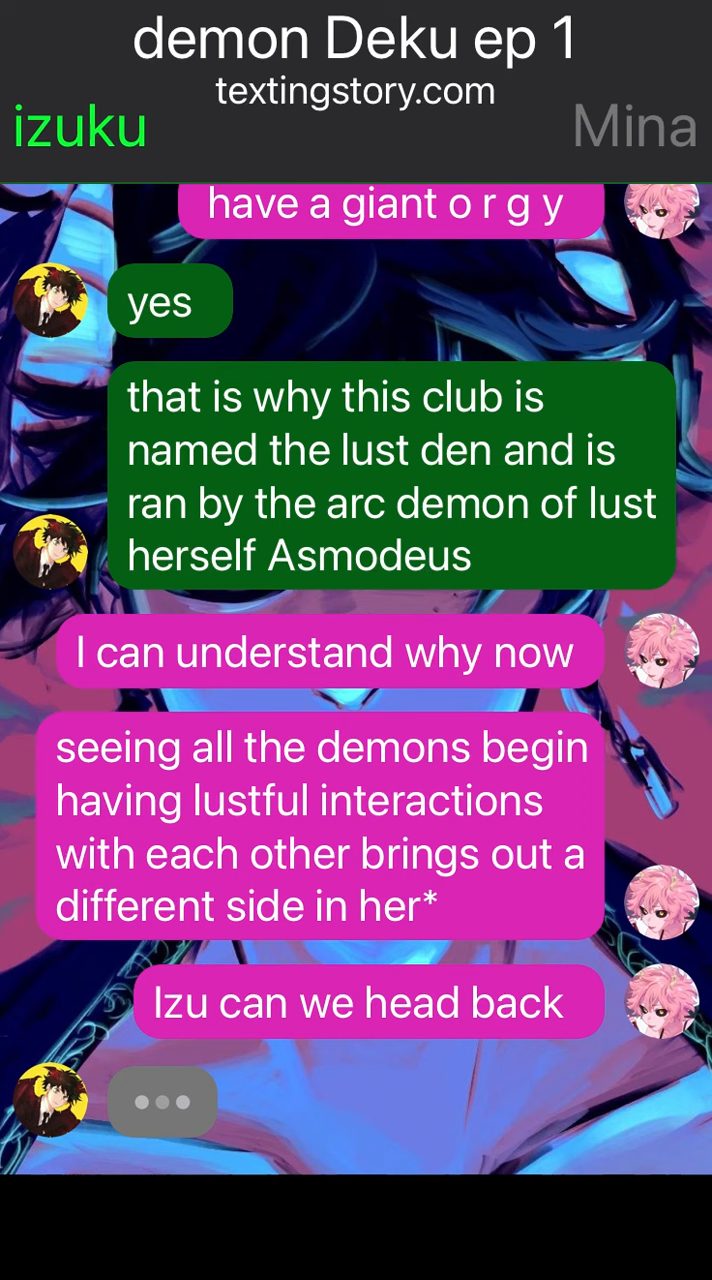 demon Deku ep 1
textingstory.com
izuku
Mina
have a giant o r g y
yes
that is why this club is
named the lust den and is
ran by the arc demon of lust
herself Asmodeus
I can understand why now
seeing all the demons begin
having lustful interactions
with each other brings out a
different side in her*
Izu can we head back